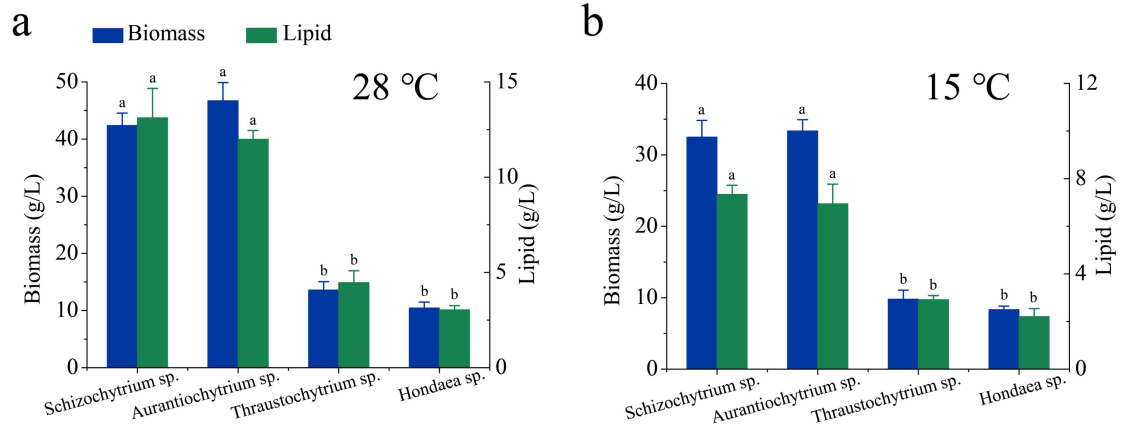 a
Biomass Lipid
28 °C
a a a a b b b b
50
40
30
20
10
0
Biomass (g/L)
15
10
5
0
Lipid (g/L)
Schizochytrium sp. Aurantiochytrium sp. Thraustochytrium sp. Hondaea sp.
b
15 °C
a a a a b b b b
40
30
20
10
0
Biomass (g/L)
12
8
4
0
Lipid (g/L)
Schizochytrium sp. Aurantiochytrium sp. Thraustochytrium sp. Hondaea sp.